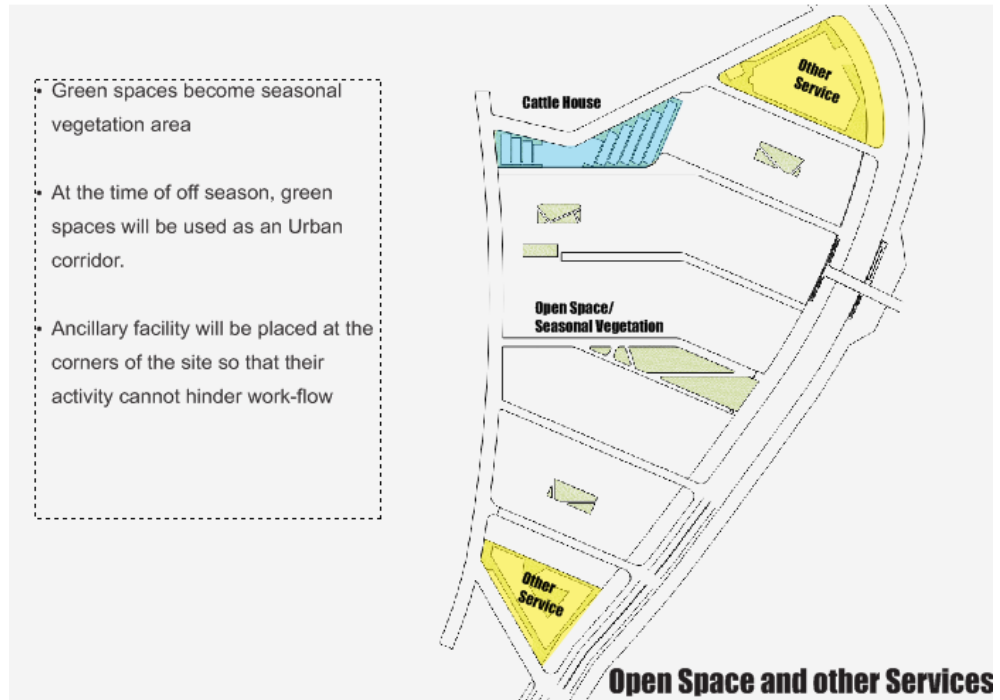 • Green spaces become seasonal
vegetation area
• At the time of off season, green
spaces will be used as an Urban
corridor.
• Ancillary facility will be placed at the
corners of the site so that their
activity cannot hinder work-flow
Other
Service
Cattle House
Open Space/
Seasonal Vegetation
Other
Service
Open Space and other Services